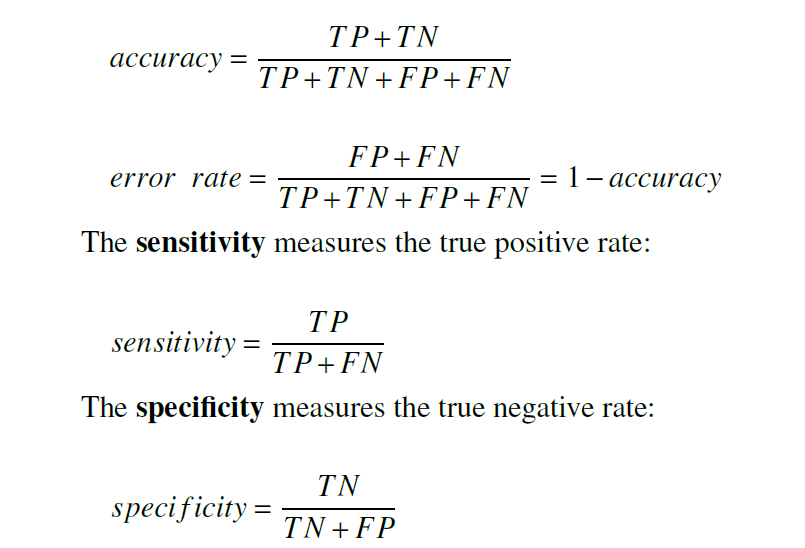 accuracy = \frac{TP+TN}{TP+TN+FP+FN}
error rate = \frac{FP+FN}{TP+TN+FP+FN} = 1 − accuracy
The sensitivity measures the true positive rate:
sensitivity = \frac{TP}{TP+FN}
The specificity measures the true negative rate:
specificity = \frac{TN}{TN+FP}